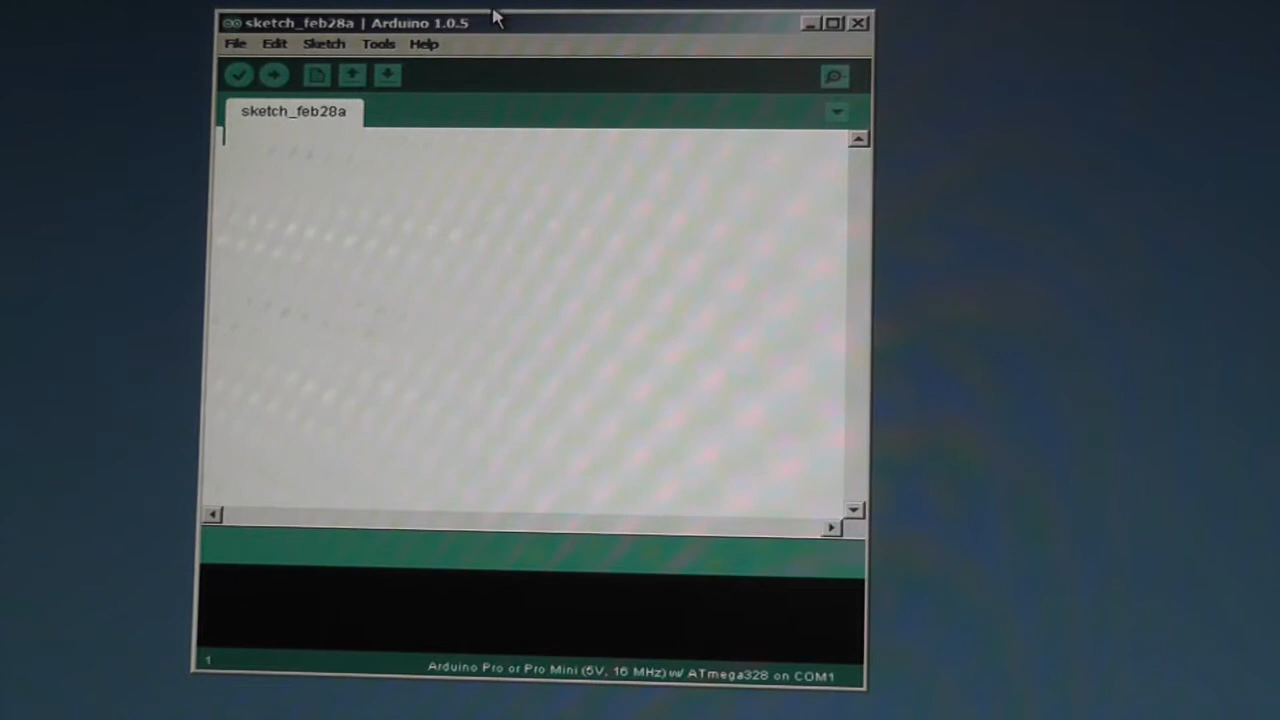 sketch_feb28a | Arduino 1.0.5
File Edit Sketch Tools Help
sketch_feb28a
1
Arduino Pro or Pro Mini (5V, 16 MHz) w/ ATmega328 on COM1